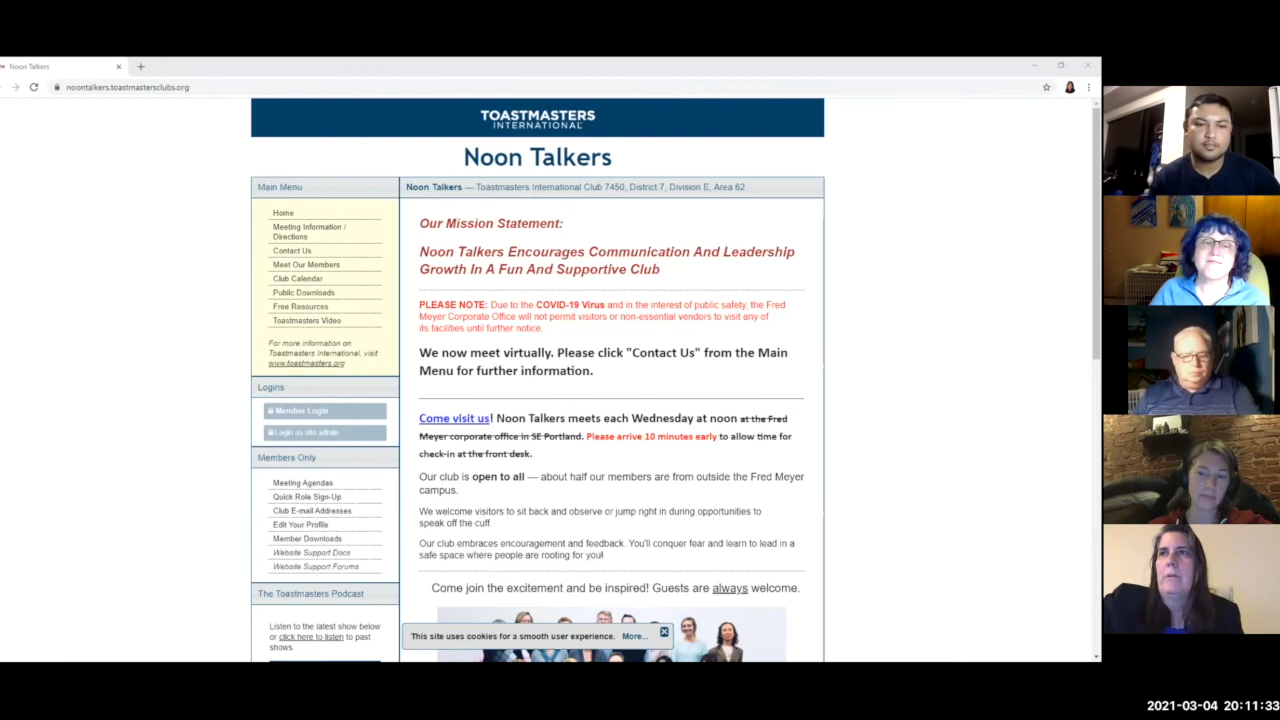 Noon Talkers
noontalkers.toastmastersclubs.org
TOASTMASTERS
INTERNATIONAL
Noon Talkers
Main Menu
Home
Meeting Information /
Directions
Contact Us
Meet Our Members
Club Calendar
Public Downloads
Free Resources
Toastmasters Video
For more information on
Toastmasters International, visit
www.toastmasters.org
Logins
Member Login
Login as site admin
Members Only
Meeting Agendas
Quick Role Sign-Up
Club E-mail Addresses
Edit Your Profile
Member Downloads
Website Support Docs
Website Support Forums
The Toastmasters Podcast
Listen to the latest show below
or click here to listen to past
shows.
Noon Talkers — Toastmasters International Club 7450, District 7, Division E, Area 62
Our Mission Statement:
Noon Talkers Encourages Communication And Leadership
Growth In A Fun And Supportive Club
PLEASE NOTE: Due to the COVID-19 Virus and in the interest of public safety, the Fred
Meyer Corporate Office will not permit visitors or non-essential vendors to visit any of
its facilities until further notice.
We now meet virtually. Please click "Contact Us" from the Main
Menu for further information.
Come visit us! Noon Talkers meets each Wednesday at noon at the Fred
Meyer corporate office in SE Portland. Please arrive 10 minutes early to allow time for
check-in at the front desk.
Our club is open to all — about half our members are from outside the Fred Meyer
campus.
We welcome visitors to sit back and observe or jump right in during opportunities to
speak off the cuff.
Our club embraces encouragement and feedback. You'll conquer fear and learn to lead in a
safe space where people are rooting for you!
Come join the excitement and be inspired! Guests are always welcome.
This site uses cookies for a smooth user experience. More...
2021-03-04 20:11:33